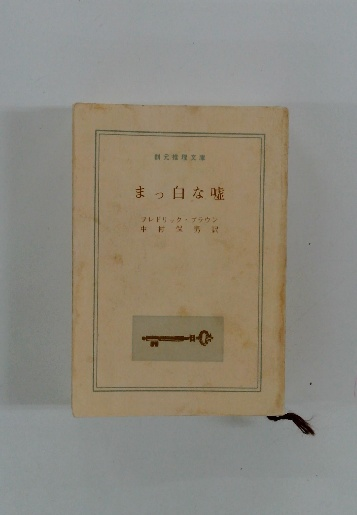 創元推理文庫
まっ白な嘘
フレドリック・ブラウン
中村保男訳